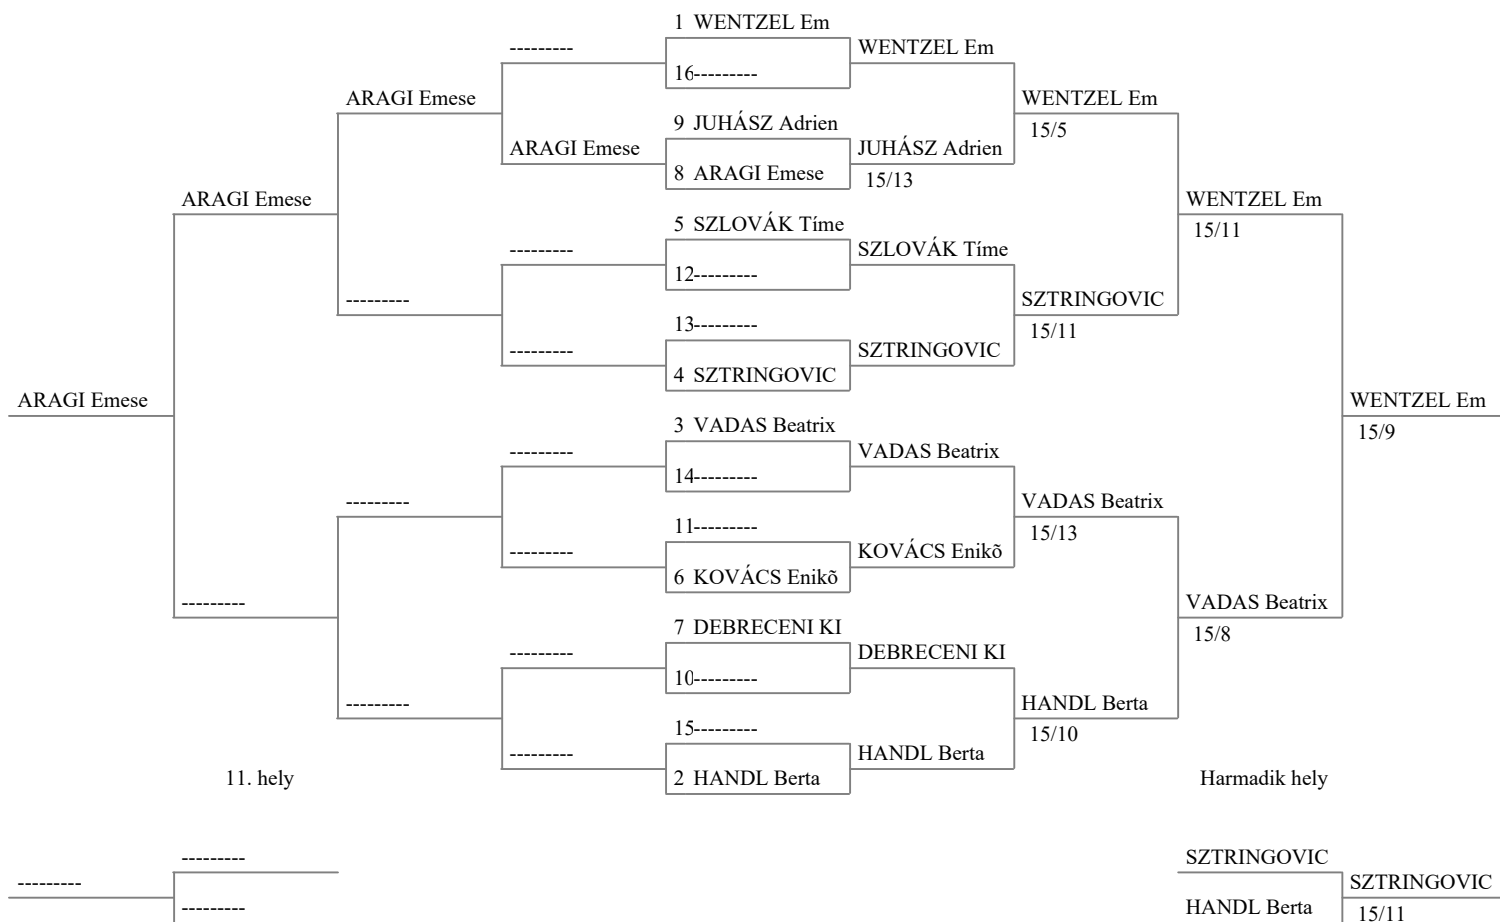 1 WENTZEL Em
--------- WENTZEL Em
16---------
ARAGI Emese WENTZEL Em
9 JUHÁSZ Adrien 15/5
ARAGI Emese JUHÁSZ Adrien
8 ARAGI Emese 15/13
ARAGI Emese WENTZEL Em
5 SZLOVÁK Tíme 15/11
--------- SZLOVÁK Tíme
12---------
--------- SZTRINGOVIC
13--------- 15/11
--------- SZTRINGOVIC
4 SZTRINGOVIC
ARAGI Emese WENTZEL Em
3 VADAS Beatrix 15/9
--------- VADAS Beatrix
14---------
--------- VADAS Beatrix
11--------- 15/13
--------- KOVÁCS Enikõ
6 KOVÁCS Enikõ
--------- VADAS Beatrix
7 DEBRECENI KI 15/8
--------- DEBRECENI KI
10---------
--------- HANDL Berta
15--------- 15/10
--------- HANDL Berta
11. hely 2 HANDL Berta Harmadik hely
--------- SZTRINGOVIC
--------- SZTRINGOVIC
--------- HANDL Berta 15/11